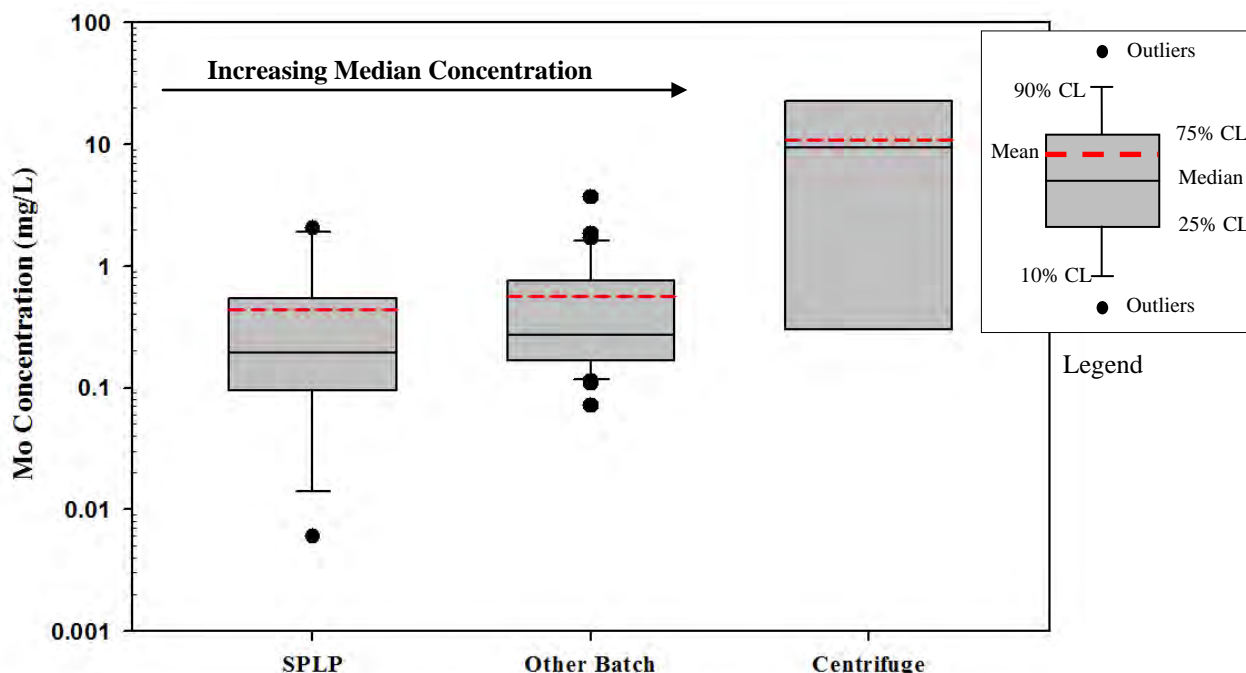 100
10
1
0.1
0.01
0.001
Mo Concentration (mg/L)
Increasing Median Concentration
SPLP
Other Batch
Centrifuge
Outliers
90% CL
75% CL
Mean
Median
25% CL
10% CL
Outliers
Legend